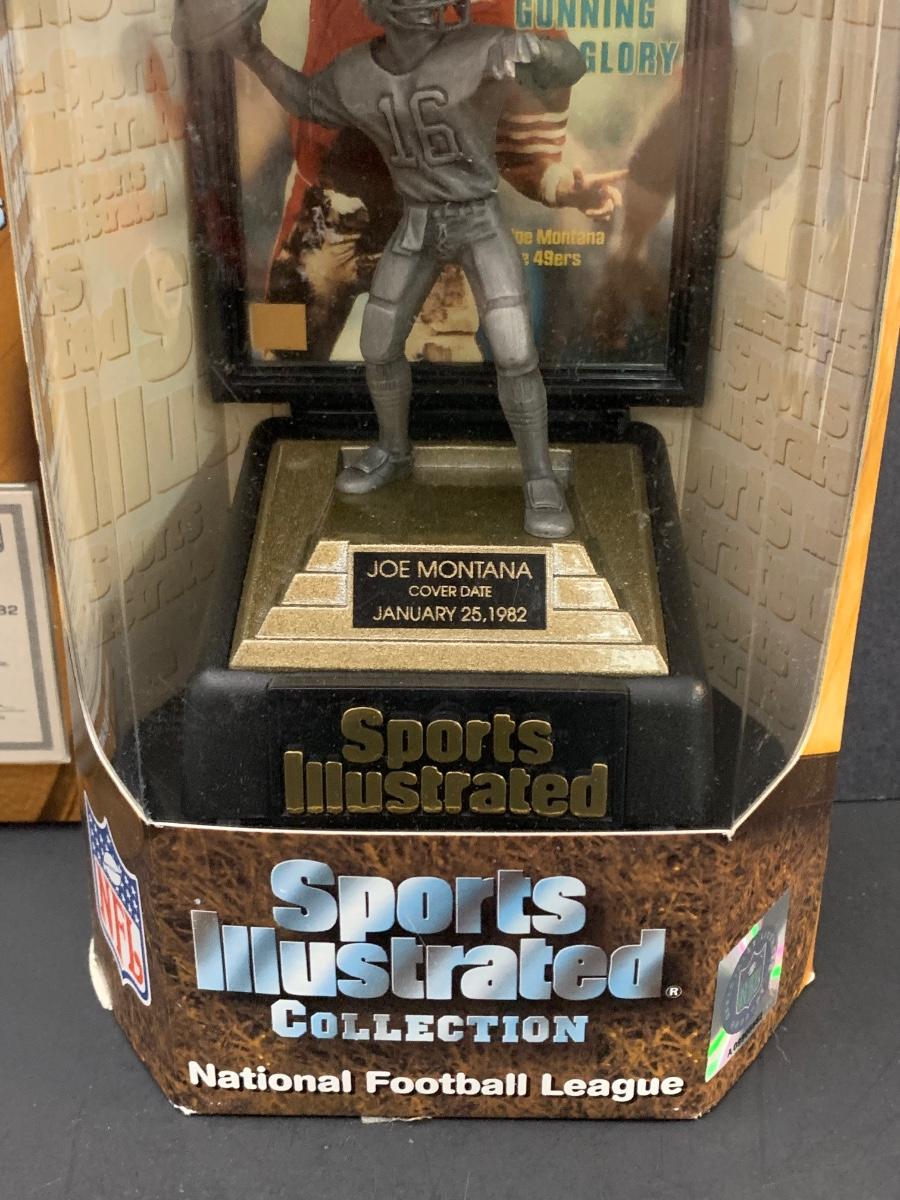 GUNNING
GLORY
16
Joe Montana
49ers
JOE MONTANA
COVER DATE
JANUARY 25,1982
Sports
Illustrated
Sports
Illustrated®
COLLECTION
National Football League
NFL
NFL